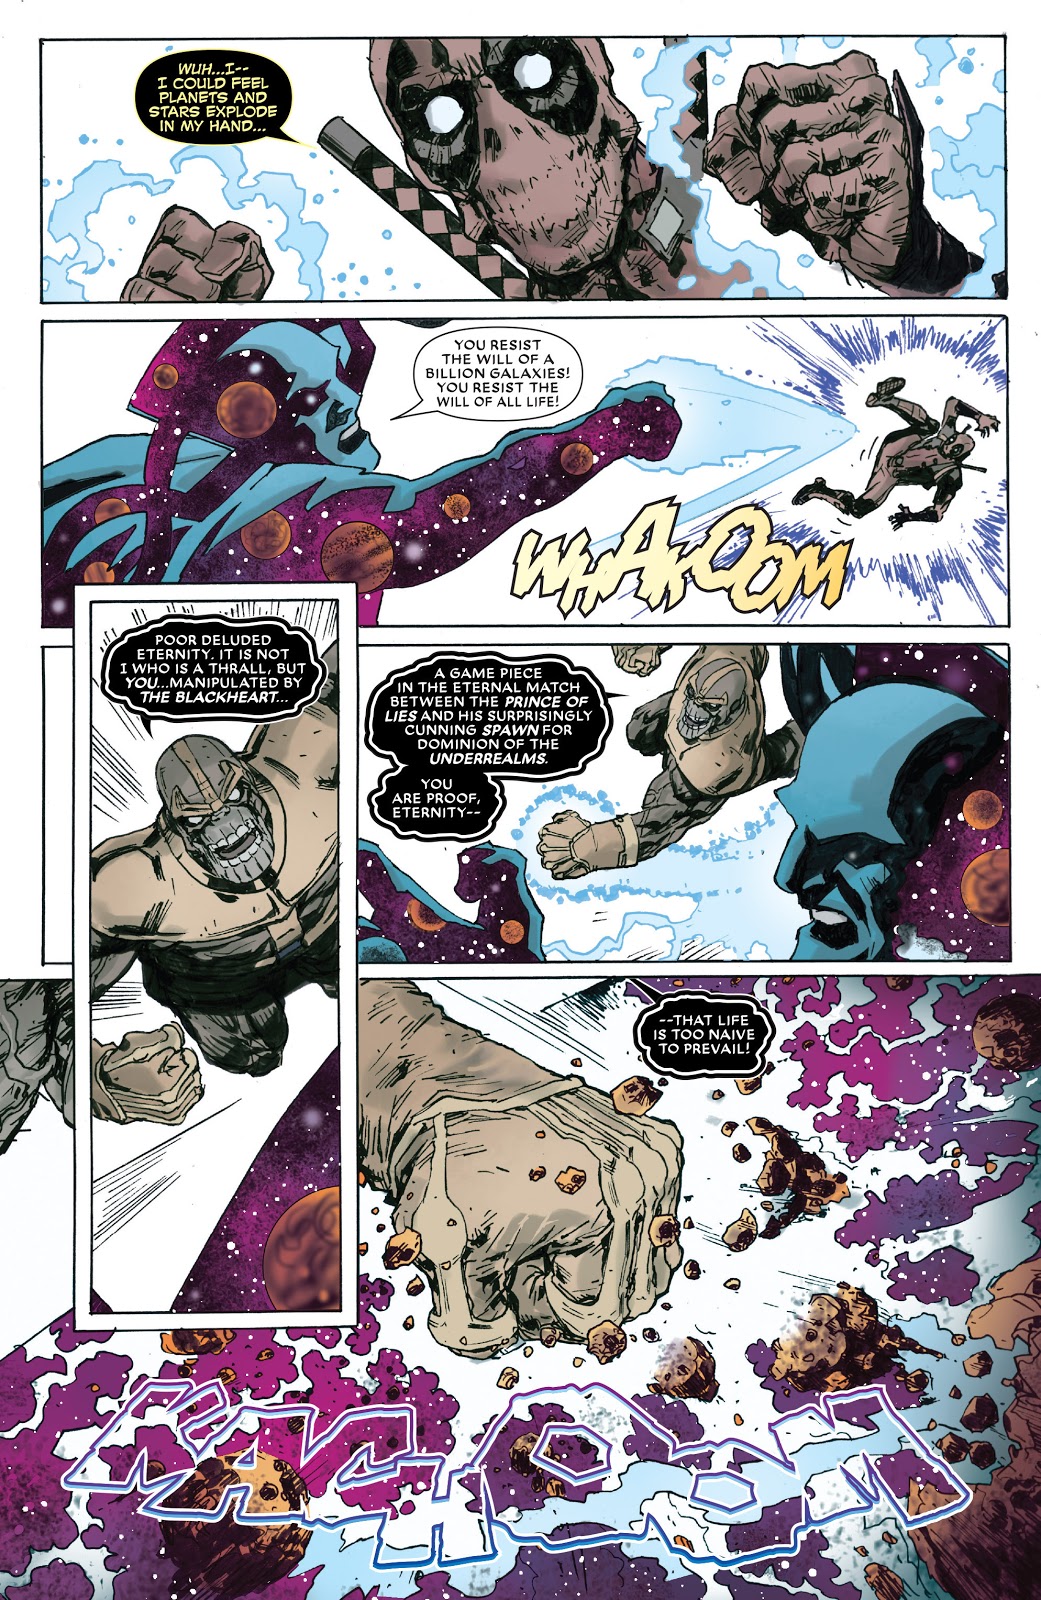 WUH...I--
I COULD FEEL
PLANETS AND
STARS EXPLODE
IN MY HAND...
YOU RESIST
THE WILL OF A
BILLION GALAXIES!
YOU RESIST THE
WILL OF ALL LIFE!
WHAKOOM
POOR DELUDED
ETERNITY. IT IS NOT
I WHO IS A THRALL, BUT
YOU...MANIPULATED BY
THE BLACKHEART...
A GAME PIECE
IN THE ETERNAL MATCH
BETWEEN THE PRINCE OF
LIES AND HIS SURPRISINGLY
CUNNING SPAWN FOR
DOMINION OF THE
UNDERREALMS.
YOU
ARE PROOF,
ETERNITY--
--THAT LIFE
IS TOO NAIVE
TO PREVAIL!
KACHOOM